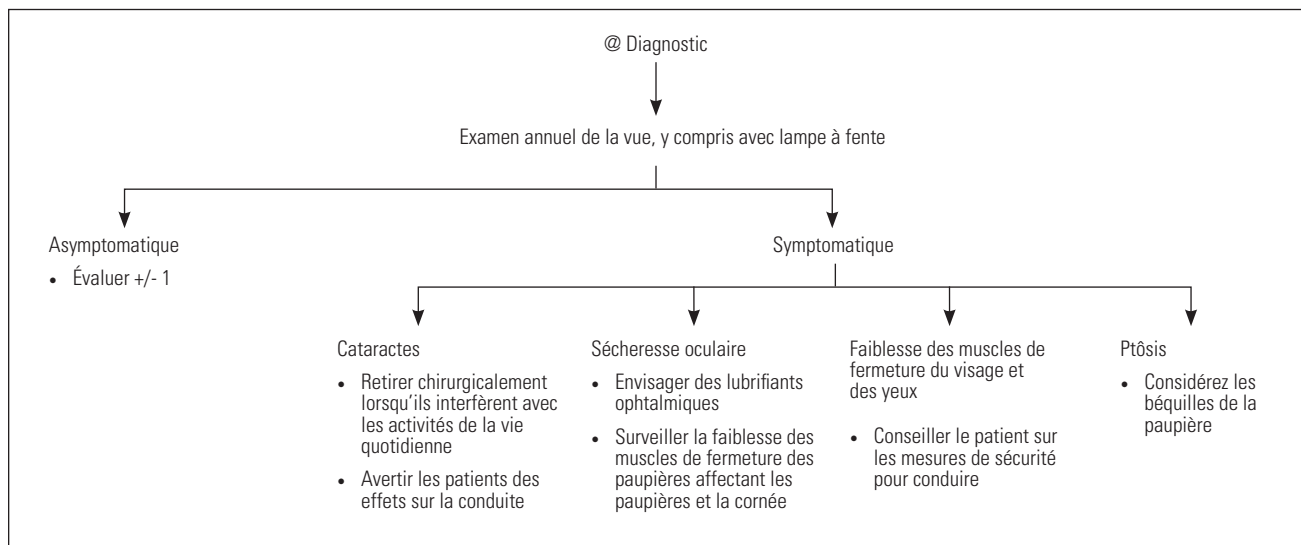 @ Diagnostic
Examen annuel de la vue, y compris avec lampe à fente
Asymptomatique
• Évaluer +/- 1
Symptomatique
Cataractes
• Retirer chirurgicalement
lorsqu'ils interfèrent avec
les activités de la vie
quotidienne
• Avertir les patients des
effets sur la conduite
Sécheresse oculaire
• Envisager des lubrifiants
ophtalmiques
• Surveiller la faiblesse des
muscles de fermeture des
paupières affectant les
paupières et la cornée
Faiblesse des muscles de
fermeture du visage et
des yeux
• Conseiller le patient sur
les mesures de sécurité
pour conduire
Ptôsis
• Considérez les
béquilles de la
paupière